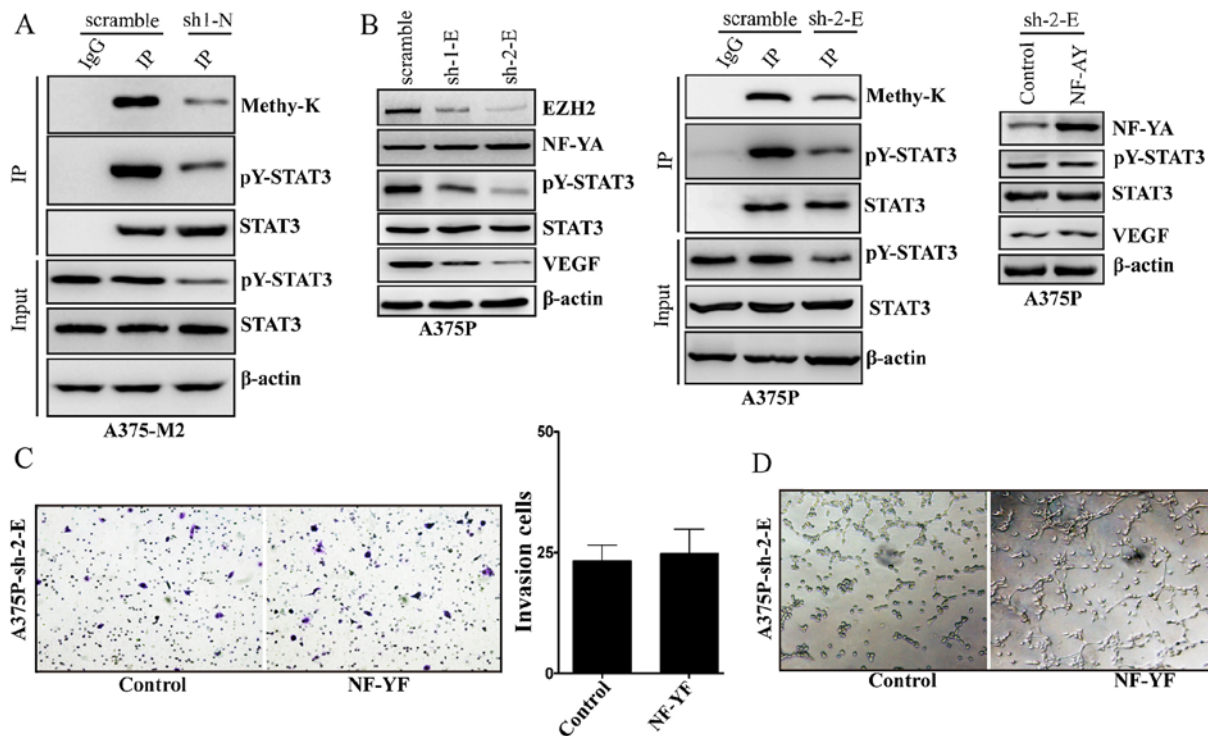 A
scramble sh1-N
IgG IP IP
IP
Methy-K
pY-STAT3
STAT3
Input
pY-STAT3
STAT3
β-actin
A375-M2
B
scramble sh-1-E sh-2-E
EZH2
NF-YA
pY-STAT3
STAT3
VEGF
β-actin
A375P
scramble sh-2-E
IgG IP IP
IP
Methy-K
pY-STAT3
STAT3
Input
pY-STAT3
STAT3
β-actin
A375P
sh-2-E
Control NF-AY
NF-YA
pY-STAT3
STAT3
VEGF
β-actin
A375P
C
A375P-sh-2-E
Control NF-YF
Invasion cells
50
25
0
Control NF-YF
D
A375P-sh-2-E
Control NF-YF